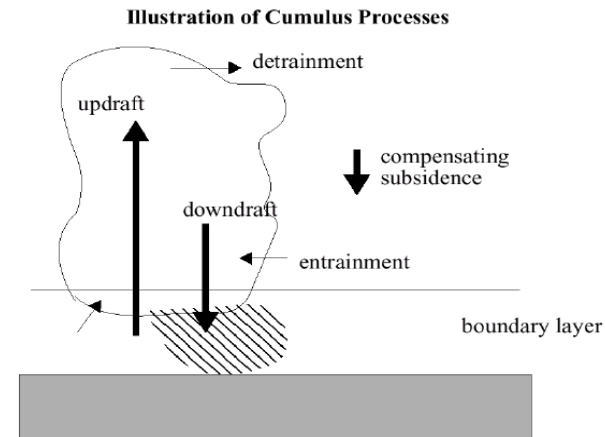 Illustration of Cumulus Processes
detrainment
updraft
compensating
subsidence
downdraft
entrainment
boundary layer